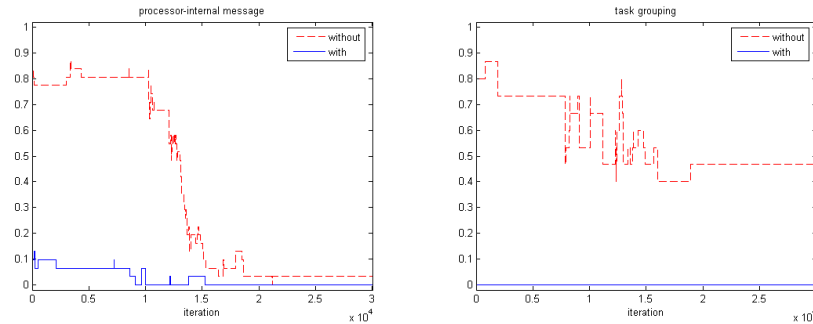 processor-internal message
1
0.9
0.8
0.7
0.6
0.5
0.4
0.3
0.2
0.1
0
without
with
0 0.5 1 1.5 2 2.5 3
iteration
x 10^4
task grouping
1
0.9
0.8
0.7
0.6
0.5
0.4
0.3
0.2
0.1
0
without
with
0 0.5 1 1.5 2 2.5
iteration
x 10